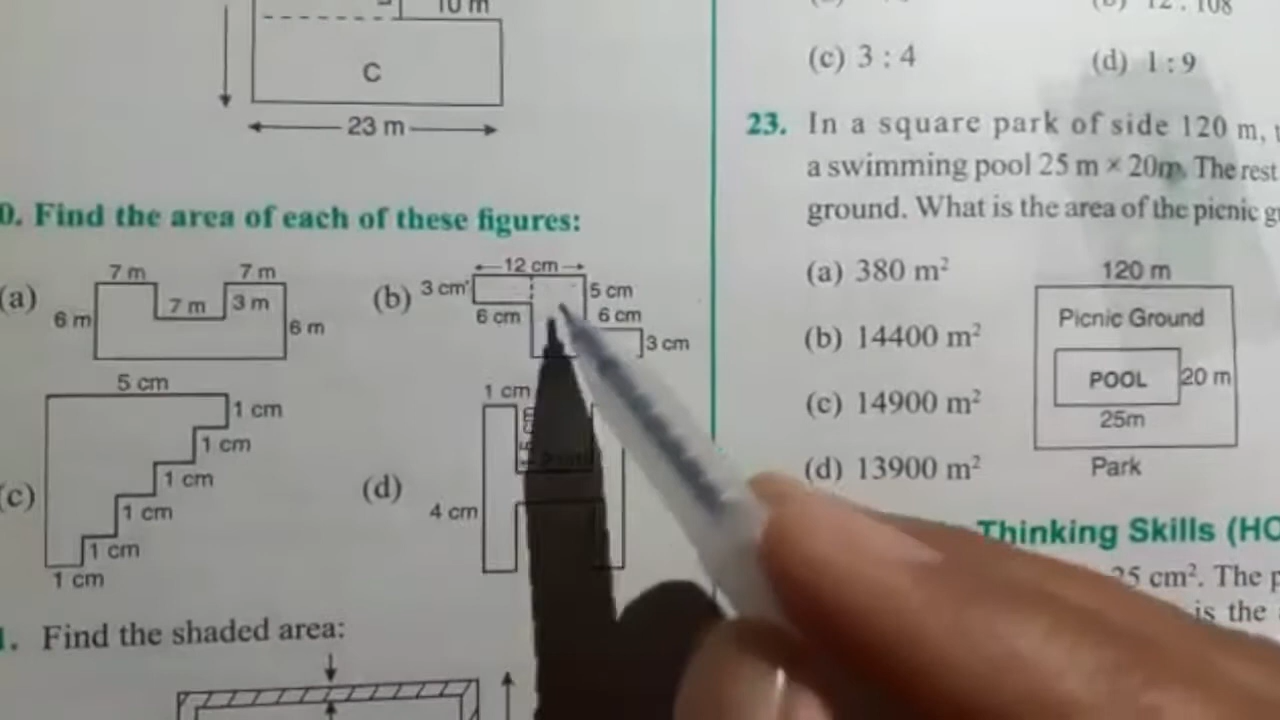 10 m
C
23 m
0. Find the area of each of these figures:
(a)
7 m
7 m
7 m
3 m
6 m
6 m
(b)
12 cm
3 cm
5 cm
6 cm
6 cm
3 cm
(c)
5 cm
1 cm
1 cm
1 cm
1 cm
1 cm
1 cm
(d)
1 cm
4 cm
. Find the shaded area:
(c) 3 : 4
(d) 1 : 9
23. In a square park of side 120 m,
a swimming pool 25 m × 20m. The rest
ground. What is the area of the picnic
(a) 380 m²
(b) 14400 m²
(c) 14900 m²
(d) 13900 m²
120 m
Picnic Ground
POOL
20 m
25m
Park
Thinking Skills (HO
25 cm². The
is the